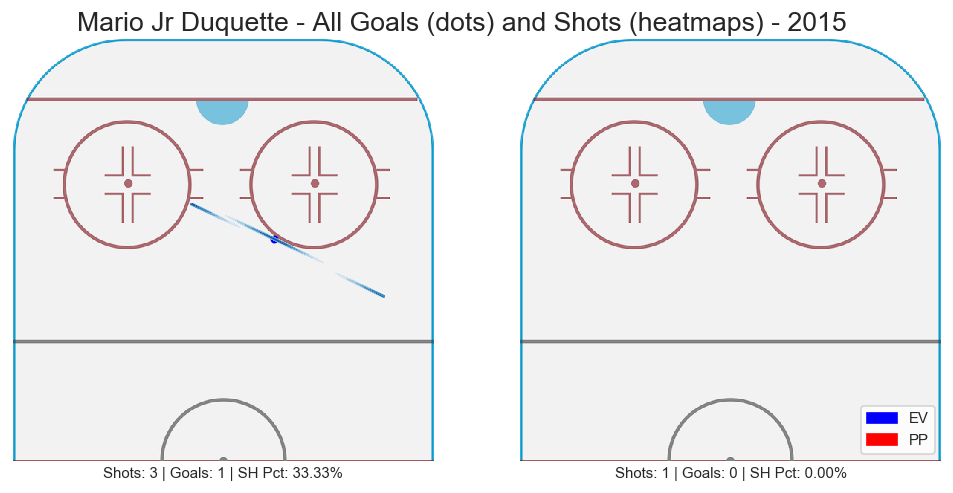 Mario Jr Duquette - All Goals (dots) and Shots (heatmaps) - 2015
EV
PP
Shots: 3 | Goals: 1 | SH Pct: 33.33%
Shots: 1 | Goals: 0 | SH Pct: 0.00%